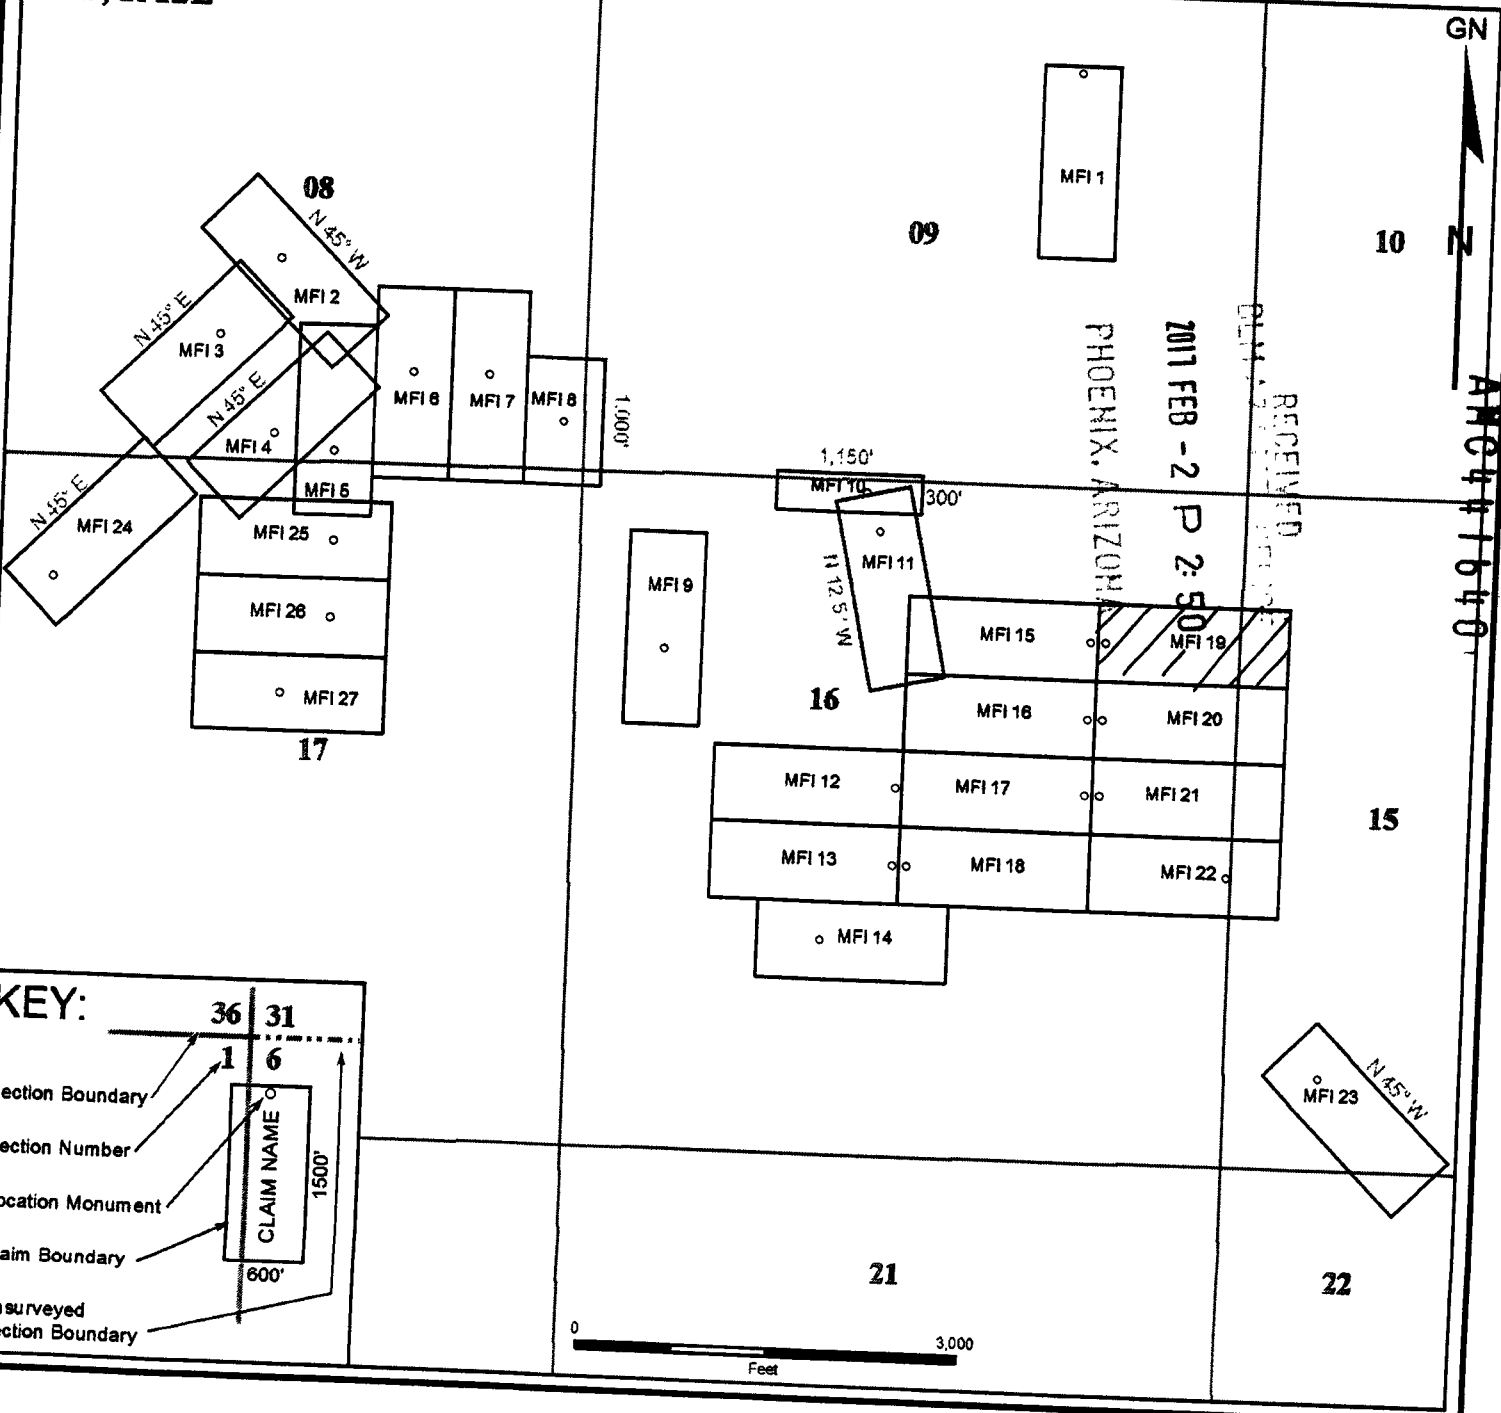 GN
N
08
09
10
MFI 1
N 45° W
MFI 2
N 45° E
MFI 3
N 45° E
MFI 4
MFI 5
MFI 6
MFI 7
MFI 8
1,000'
N 45° E
MFI 24
MFI 25
MFI 26
MFI 27
17
1,150'
MFI 10
300'
MFI 11
N 12.5° W
MFI 9
16
MFI 15
MFI 19
MFI 16
MFI 20
MFI 12
MFI 17
MFI 21
MFI 13
MFI 18
MFI 22
MFI 14
15
RECEIVED
2011 FEB -2 P 2:50
PHOENIX, ARIZONA
AMC441640
N 45° W
MFI 23
21
22
KEY:
36 31
1 6
ection Boundary
ection Number
ocation Monument
aim Boundary
surveyed
ction Boundary
CLAIM NAME
1500'
600'
0 3,000
Feet